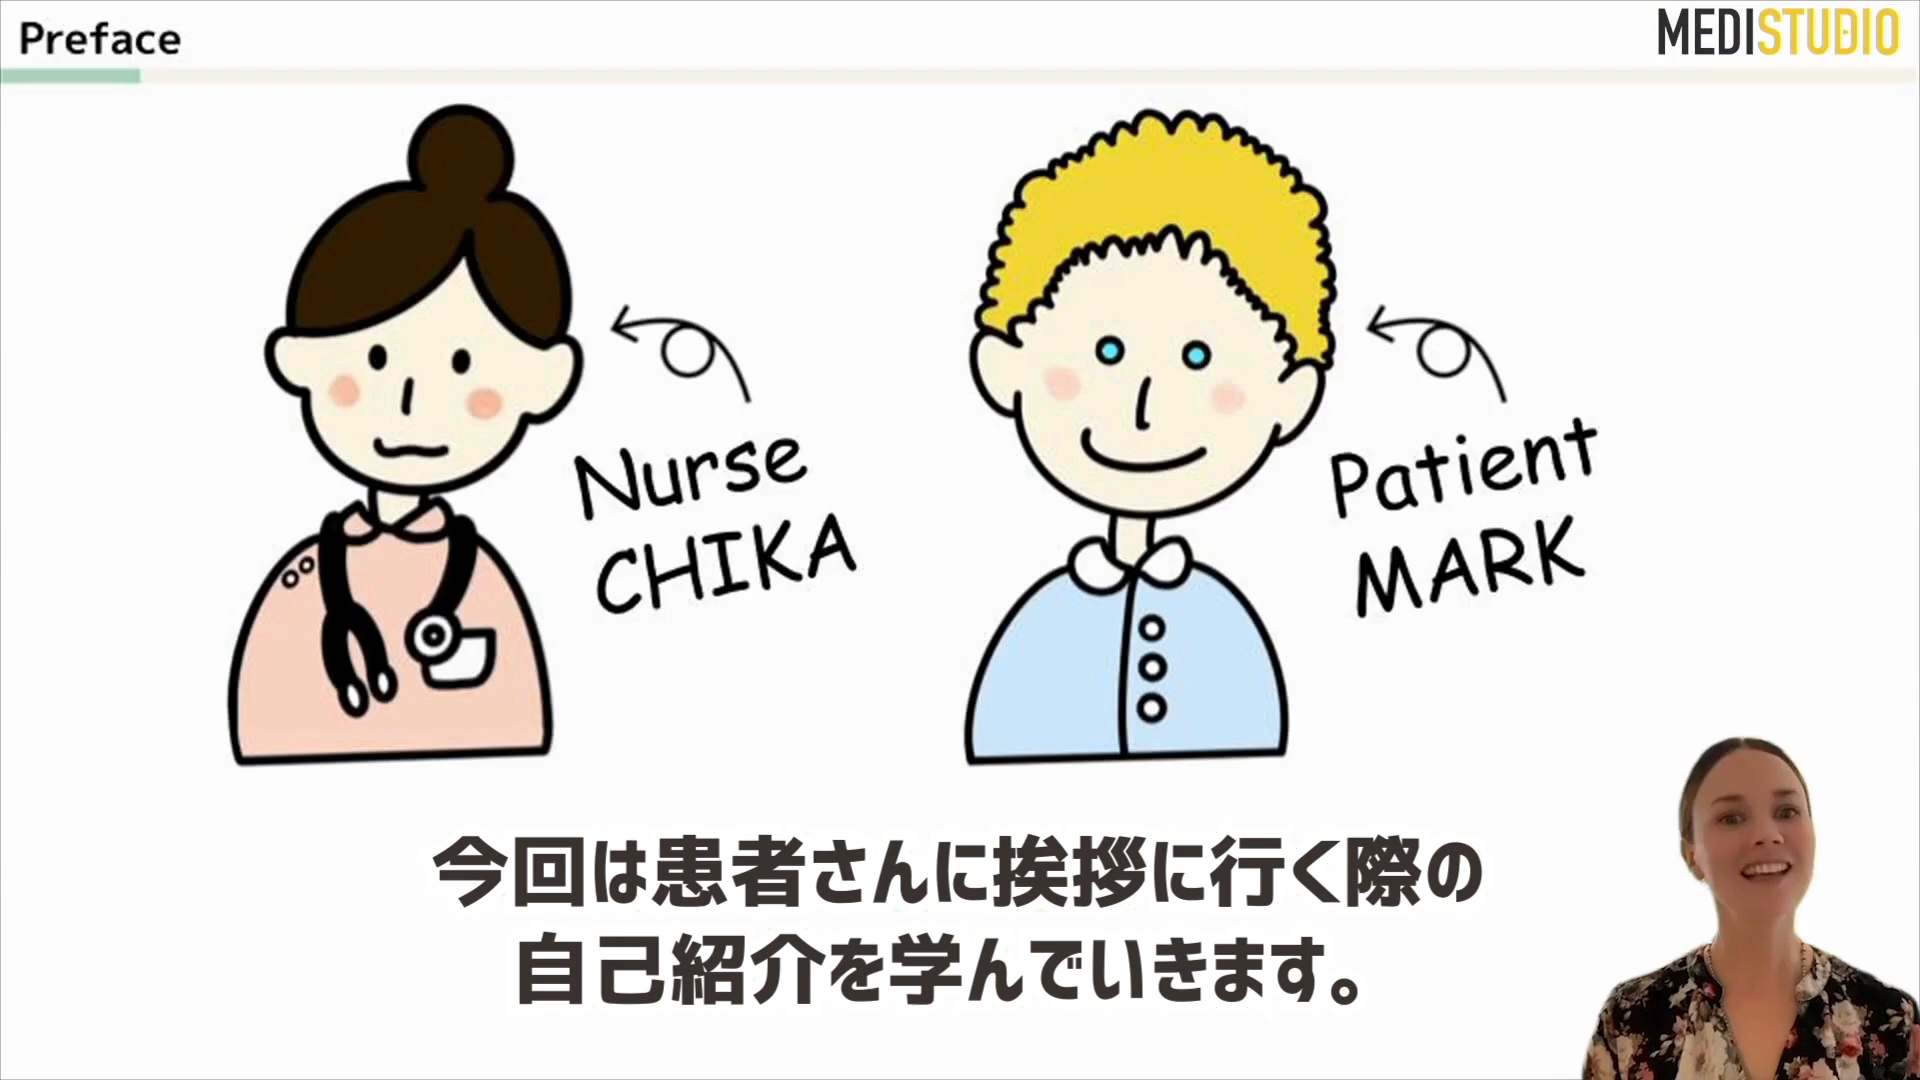 Preface
MEDISTUDIO
Nurse
CHIKA
Patient
MARK
今回は患者さんに挨拶に行く際の
自己紹介を学んでいきます。